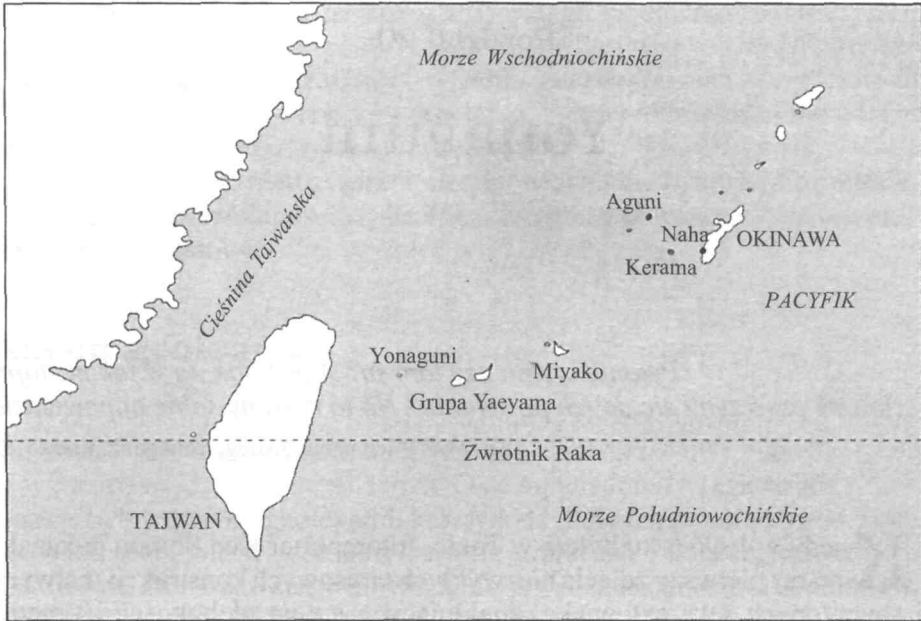 Morze Wschodniochińskie
Cieśnina Tajwańska
Aguni
Naha
OKINAWA
Kerama
PACYFIK
Yonaguni
Miyako
Grupa Yaeyama
Zwrotnik Raka
TAJWAN
Morze Południowochińskie